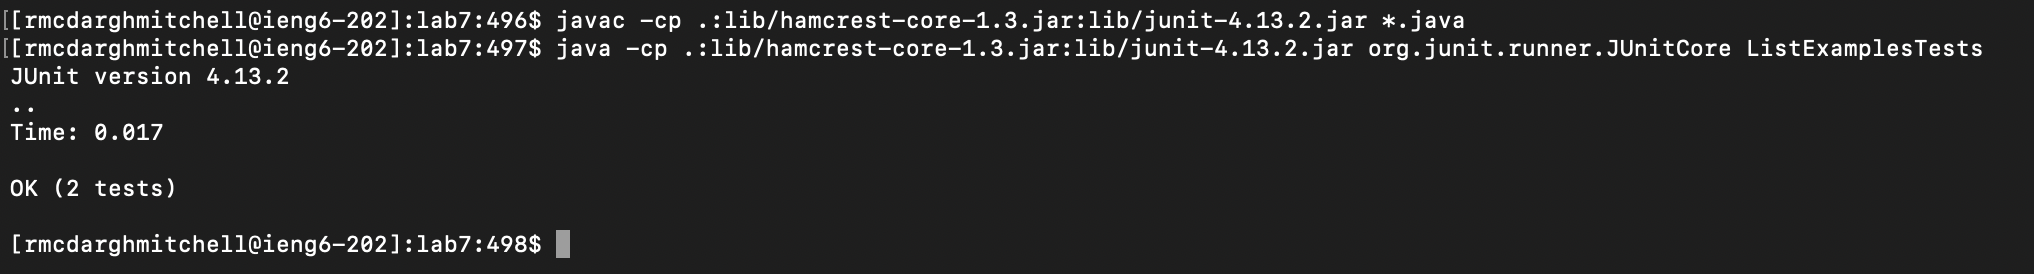 [[rmcdarghmitchell@ieng6-202]:lab7:496$ javac -cp .:lib/hamcrest-core-1.3.jar:lib/junit-4.13.2.jar *.java
[[rmcdarghmitchell@ieng6-202]:lab7:497$ java -cp .:lib/hamcrest-core-1.3.jar:lib/junit-4.13.2.jar org.junit.runner.JUnitCore ListExamplesTests
JUnit version 4.13.2
..
Time: 0.017
OK (2 tests)
[rmcdarghmitchell@ieng6-202]:lab7:498$